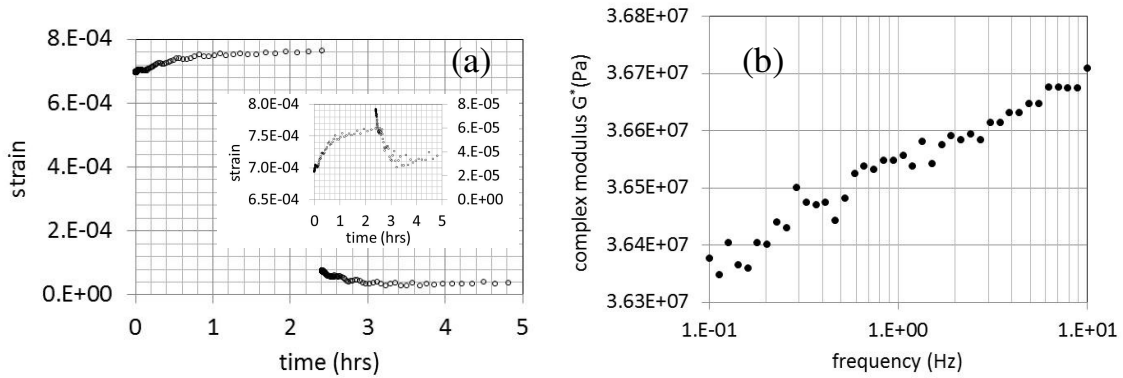 8.E-04
6.E-04
4.E-04
2.E-04
0.E+00
strain
0 1 2 3 4 5
time (hrs)
(a)
8.0E-04
7.5E-04
7.0E-04
6.5E-04
strain
8.E-05
6.E-05
4.E-05
2.E-05
0.E+00
0 1 2 3 4 5
time (hrs)
(b)
3.68E+07
3.67E+07
3.66E+07
3.65E+07
3.64E+07
3.63E+07
complex modulus G* (Pa)
1.E-01 1.E+00 1.E+01
frequency (Hz)